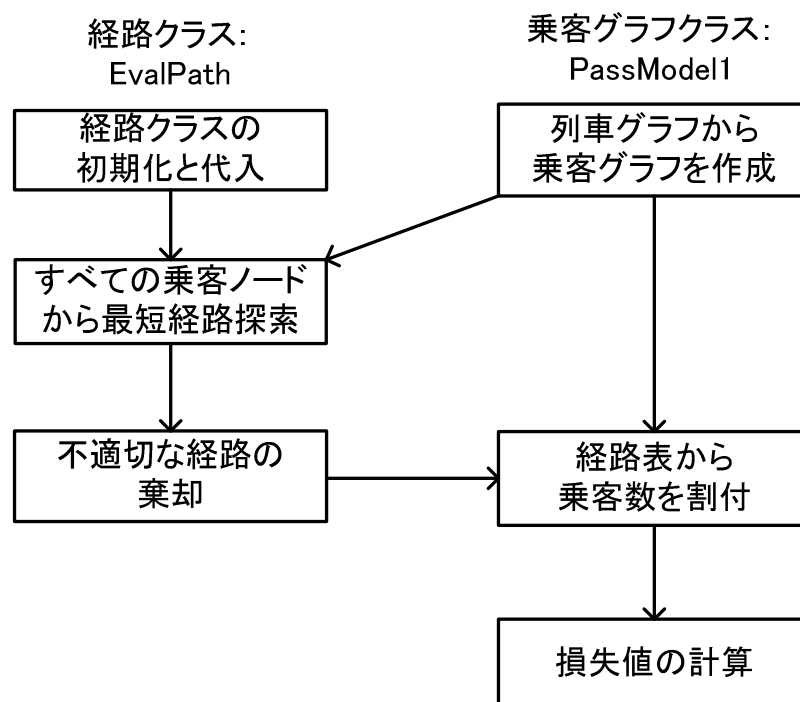 経路クラス:
EvalPath
経路クラスの
初期化と代入
すべての乗客ノード
から最短経路探索
不適切な経路の
棄却
乗客グラフクラス:
PassModel1
列車グラフから
乗客グラフを作成
経路表から
乗客数を割付
損失値の計算